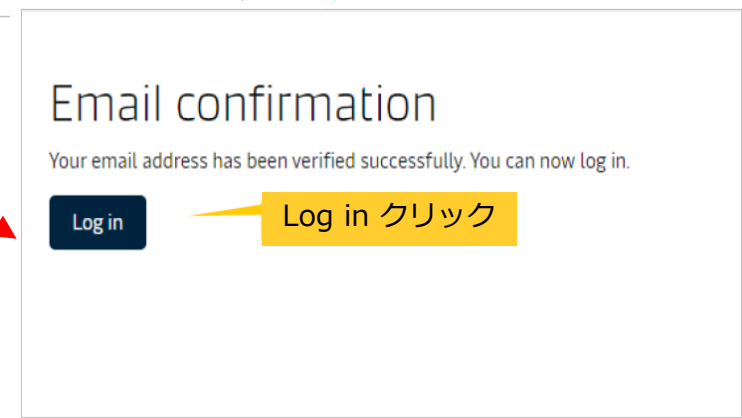 Email confirmation
Your email address has been verified successfully. You can now log in.
Log in
Log in クリック